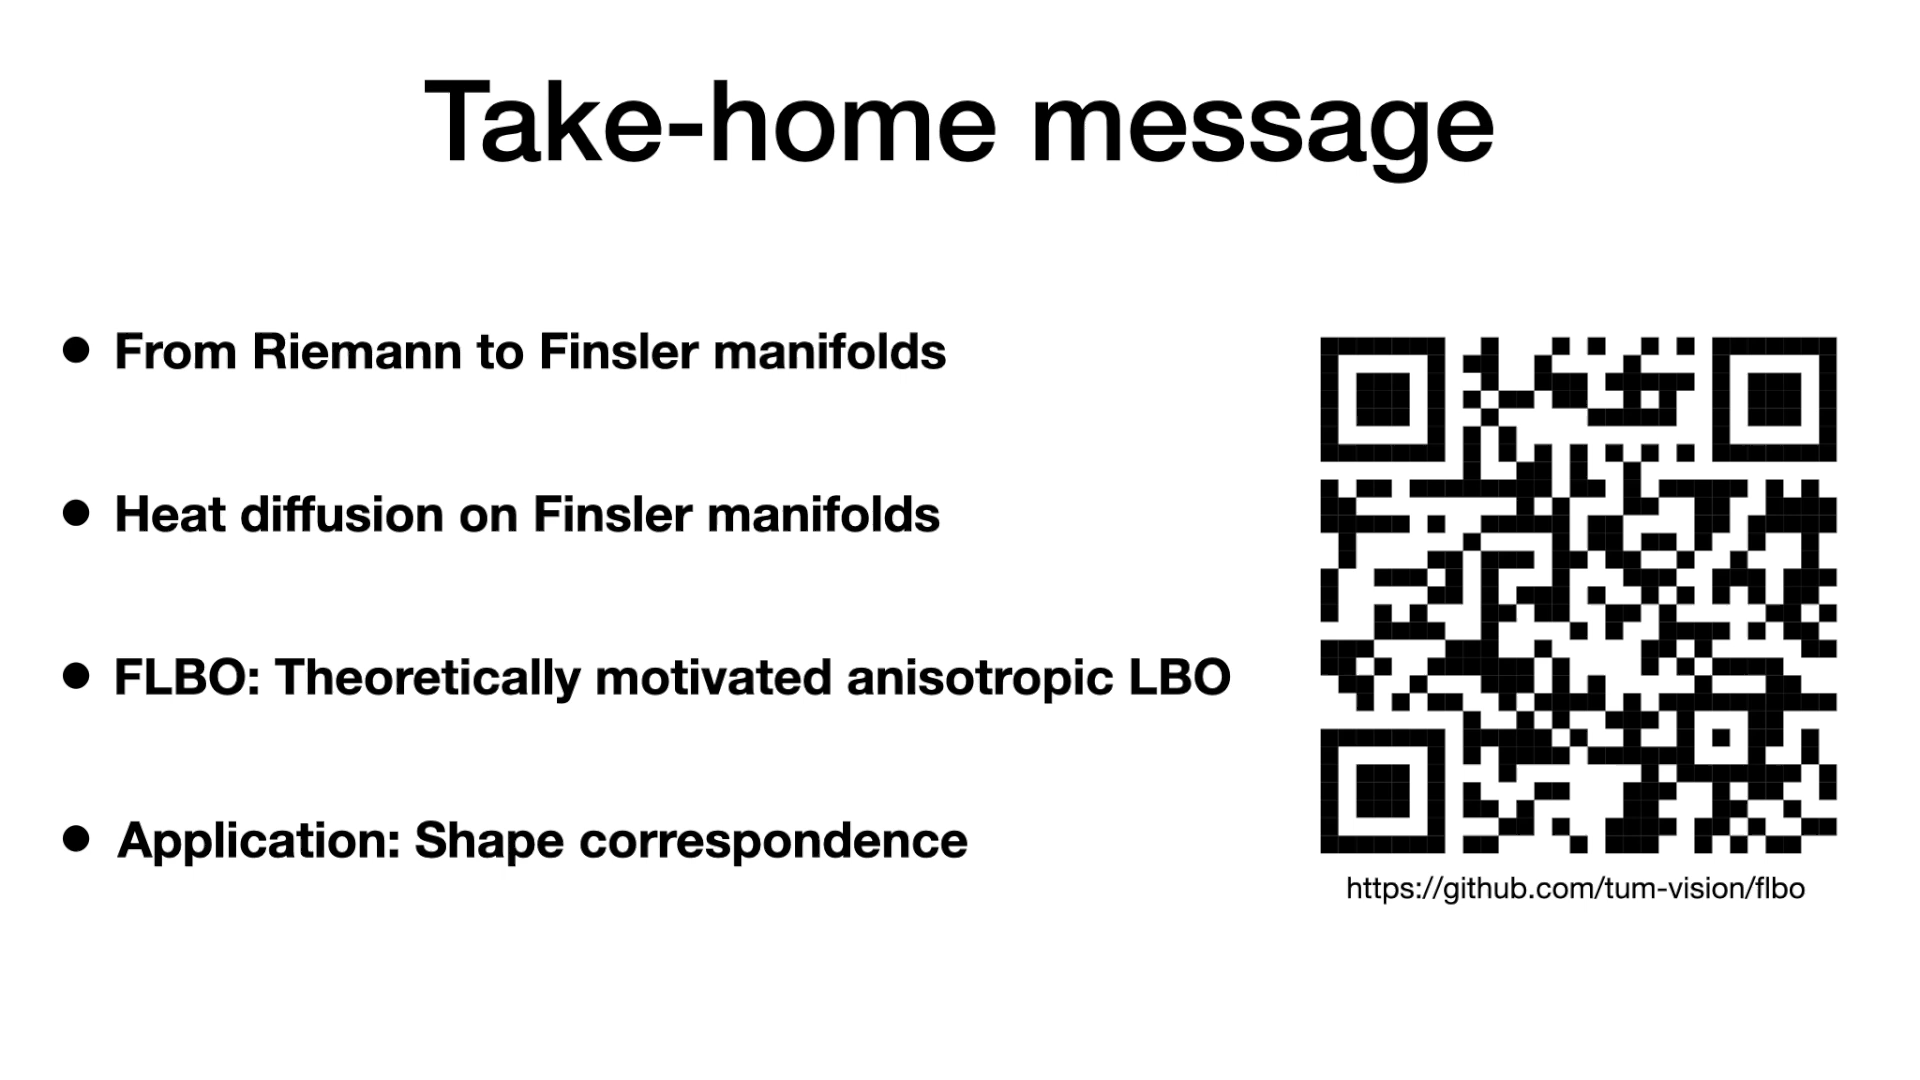 Take-home message
• From Riemann to Finsler manifolds
• Heat diffusion on Finsler manifolds
• FLBO: Theoretically motivated anisotropic LBO
• Application: Shape correspondence
https://github.com/tum-vision/flbo